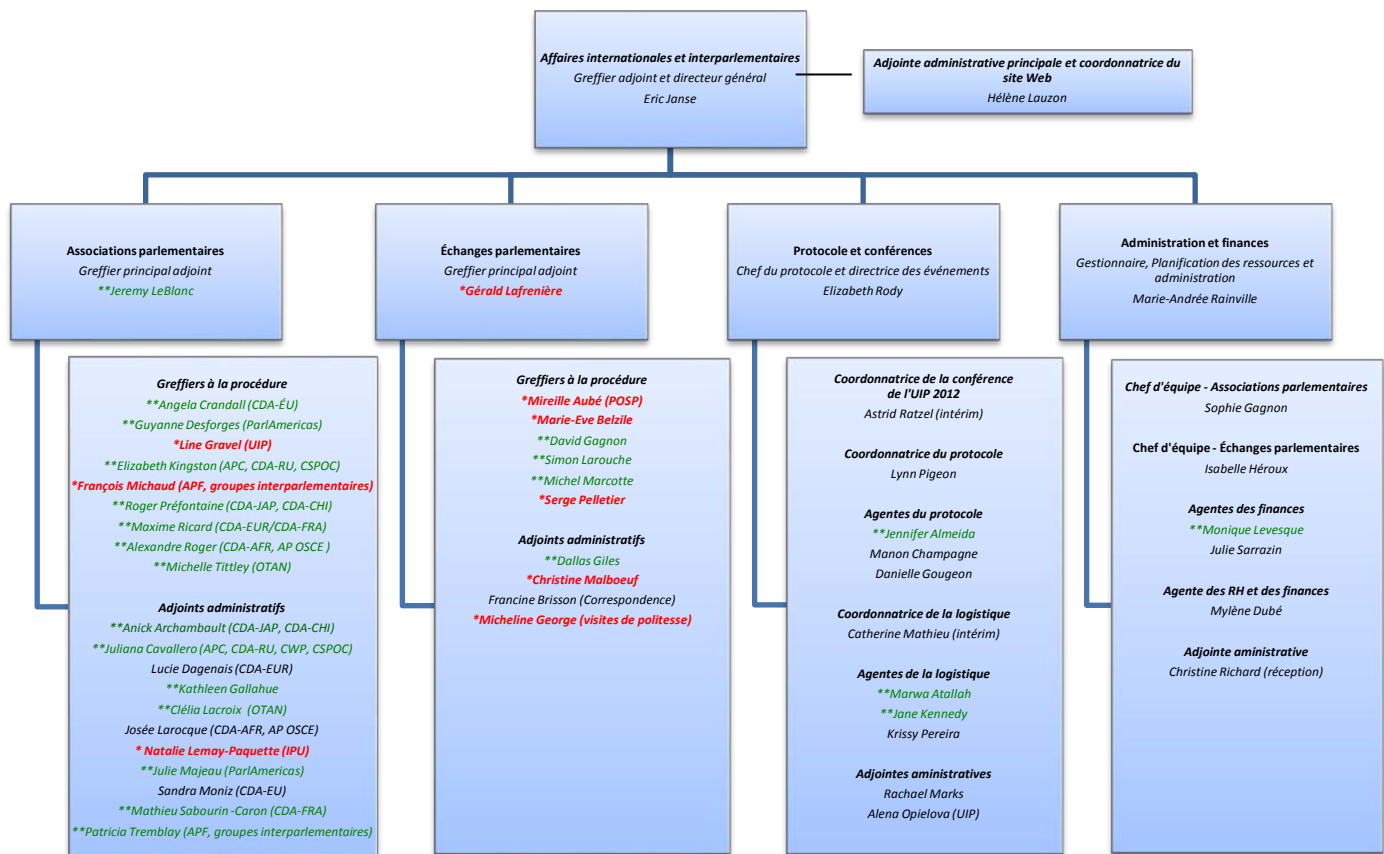 Affaires internationales et interparlementaires
Greffier adjoint et directeur général
Eric Janse
Adjointe administrative principale et coordonnatrice du
site Web
Hélène Lauzon
Associations parlementaires
Greffier principal adjoint
**Jeremy LeBlanc
Échanges parlementaires
Greffier principal adjoint
*Gérald Lafrenière
Protocole et conférences
Chef du protocole et directrice des événements
Elizabeth Rody
Administration et finances
Gestionnaire, Planification des ressources et
administration
Marie-Andrée Rainville
Greffiers à la procédure
**Angela Crandall (CDA-ÉU)
**Guyanne Desforges (ParlAmericas)
*Line Gravel (UIP)
**Elizabeth Kingston (APC, CDA-RU, CSPOC)
*François Michaud (APF, groupes interparlementaires)
**Roger Préfontaine (CDA-JAP, CDA-CHI)
**Maxime Ricard (CDA-EUR/CDA-FRA)
**Alexandre Roger (CDA-AFR, AP OSCE )
**Michelle Tittley (OTAN)
Adjoints administratifs
**Anick Archambault (CDA-JAP, CDA-CHI)
**Juliana Cavallero (APC, CDA-RU, CWP, CSPOC)
Lucie Dagenais (CDA-EUR)
**Kathleen Gallahue
**Clélia Lacroix (OTAN)
Josée Larocque (CDA-AFR, AP OSCE)
* Natalie Lemay-Paquette (IPU)
**Julie Majeau (ParlAmericas)
Sandra Moniz (CDA-EU)
**Mathieu Sabourin -Caron (CDA-FRA)
**Patricia Tremblay (APF, groupes interparlementaires)
Greffiers à la procédure
*Mireille Aubé (POSP)
*Marie-Eve Belzile
**David Gagnon
**Simon Larouche
**Michel Marcotte
*Serge Pelletier
Adjoints administratifs
**Dallas Giles
*Christine Malboeuf
Francine Brisson (Correspondence)
*Micheline George (visites de politesse)
Coordonnatrice de la conférence
de l'UIP 2012
Astrid Ratzel (intérim)
Coordonnatrice du protocole
Lynn Pigeon
Agentes du protocole
**Jennifer Almeida
Manon Champagne
Danielle Gougeon
Coordonnatrice de la logistique
Catherine Mathieu (intérim)
Agentes de la logistique
**Marwa Atallah
**Jane Kennedy
Krissy Pereira
Adjointes aministratives
Rachael Marks
Alena Opielova (UIP)
Chef d'équipe - Associations parlementaires
Sophie Gagnon
Chef d'équipe - Échanges parlementaires
Isabelle Héroux
Agentes des finances
**Monique Levesque
Julie Sarrazin
Agente des RH et des finances
Mylène Dubé
Adjointe aministrative
Christine Richard (réception)